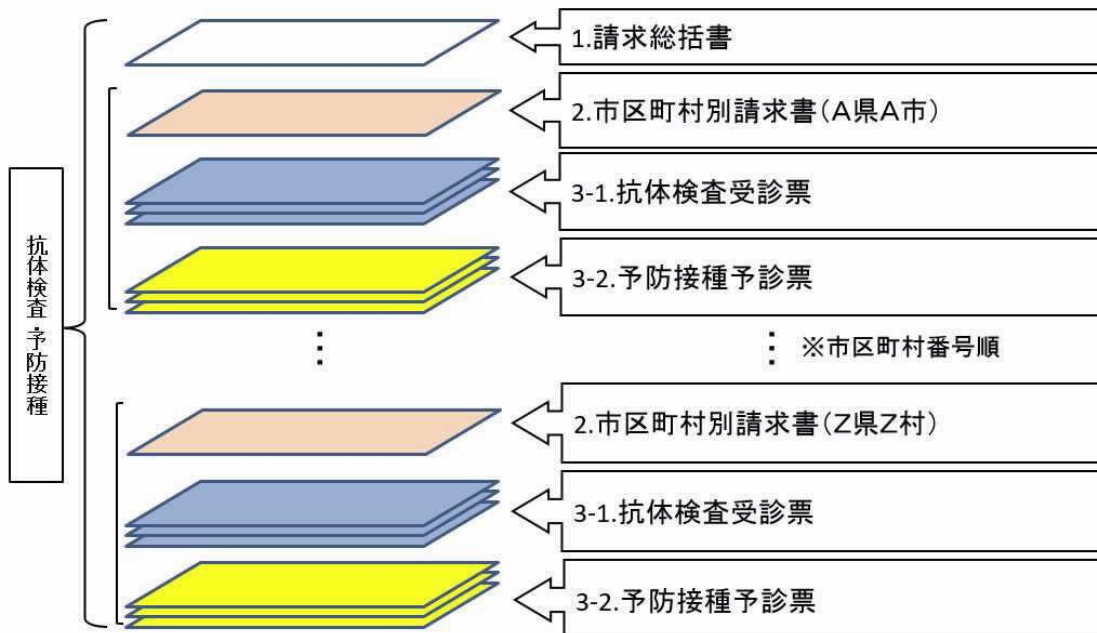 抗体検査・予防接種
1.請求総括書
2.市区町村別請求書(A県A市)
3-1.抗体検査受診票
3-2.予防接種予診票
⋮ ⋮ ※市区町村番号順
2.市区町村別請求書(Z県Z村)
3-1.抗体検査受診票
3-2.予防接種予診票